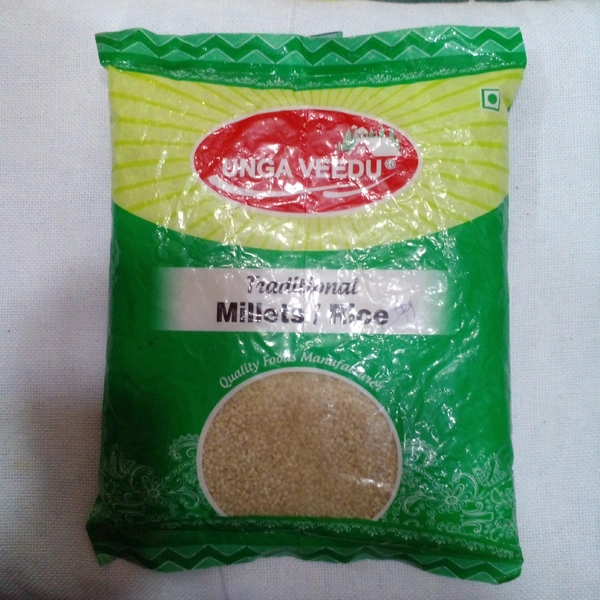 UNGA VEEDU®
Traditional
Millets / Rice
Quality Foods Manufacturer